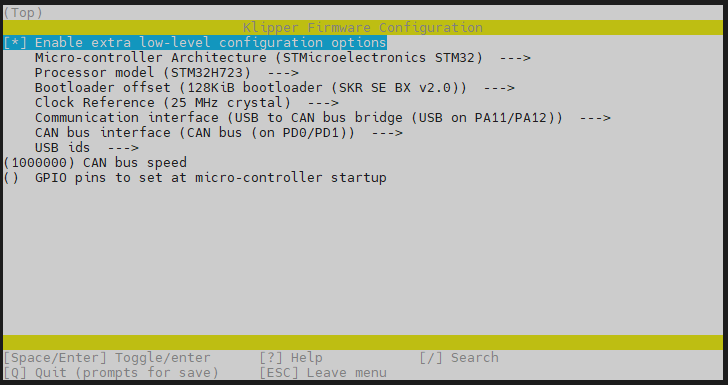 (Top)
Klipper Firmware Configuration
[*] Enable extra low-level configuration options
Micro-controller Architecture (STMicroelectronics STM32)  --->
Processor model (STM32H723)  --->
Bootloader offset (128KiB bootloader (SKR SE BX v2.0))  --->
Clock Reference (25 MHz crystal)  --->
Communication interface (USB to CAN bus bridge (USB on PA11/PA12))  --->
CAN bus interface (CAN bus (on PD0/PD1))  --->
USB ids  --->
(1000000) CAN bus speed
()  GPIO pins to set at micro-controller startup
[Space/Enter] Toggle/enter      [?] Help            [/] Search
[Q] Quit (prompts for save)     [ESC] Leave menu